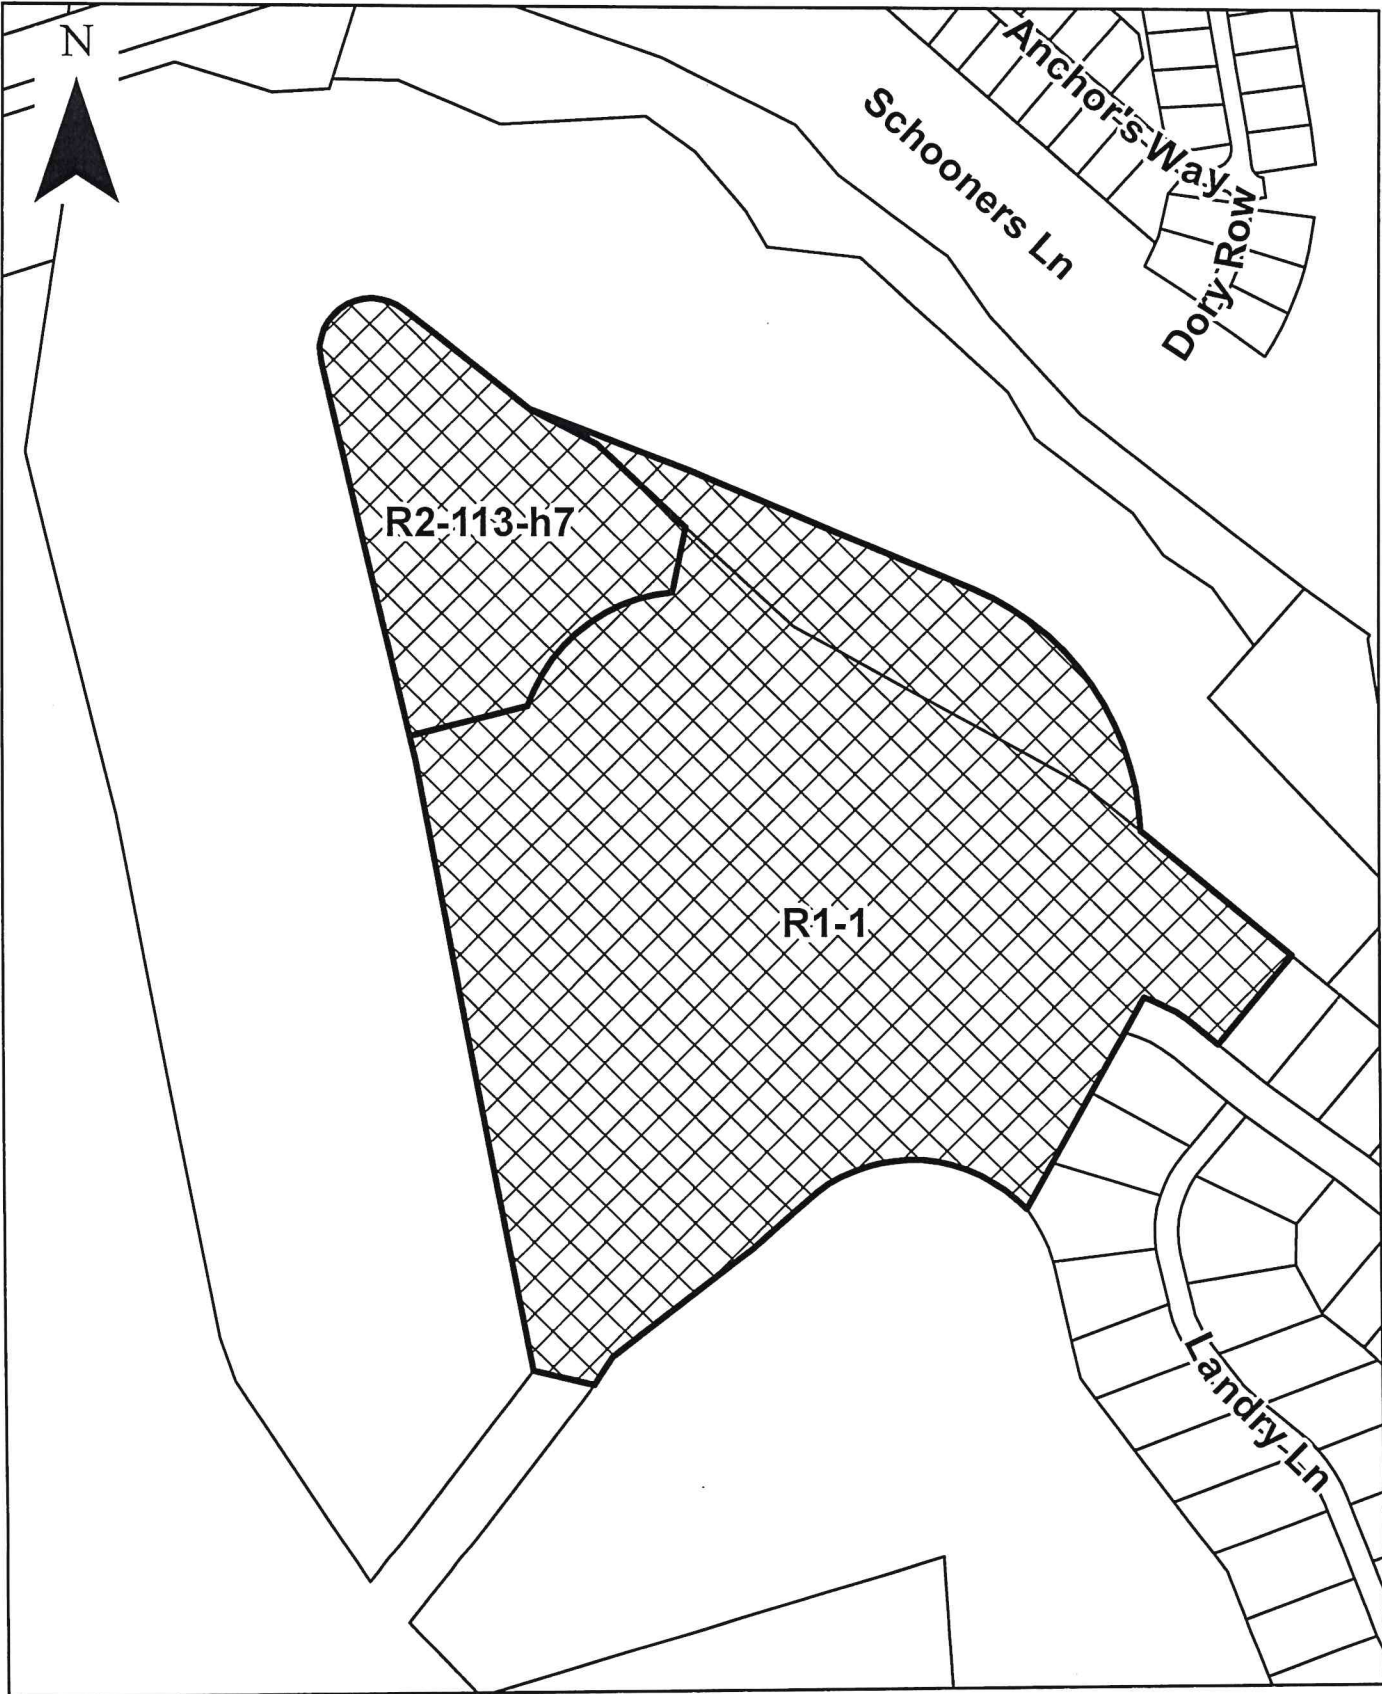 N
Anchor's Way
Schooners Ln
Dory Row
R2-113-h7
R1-1
Landry Ln